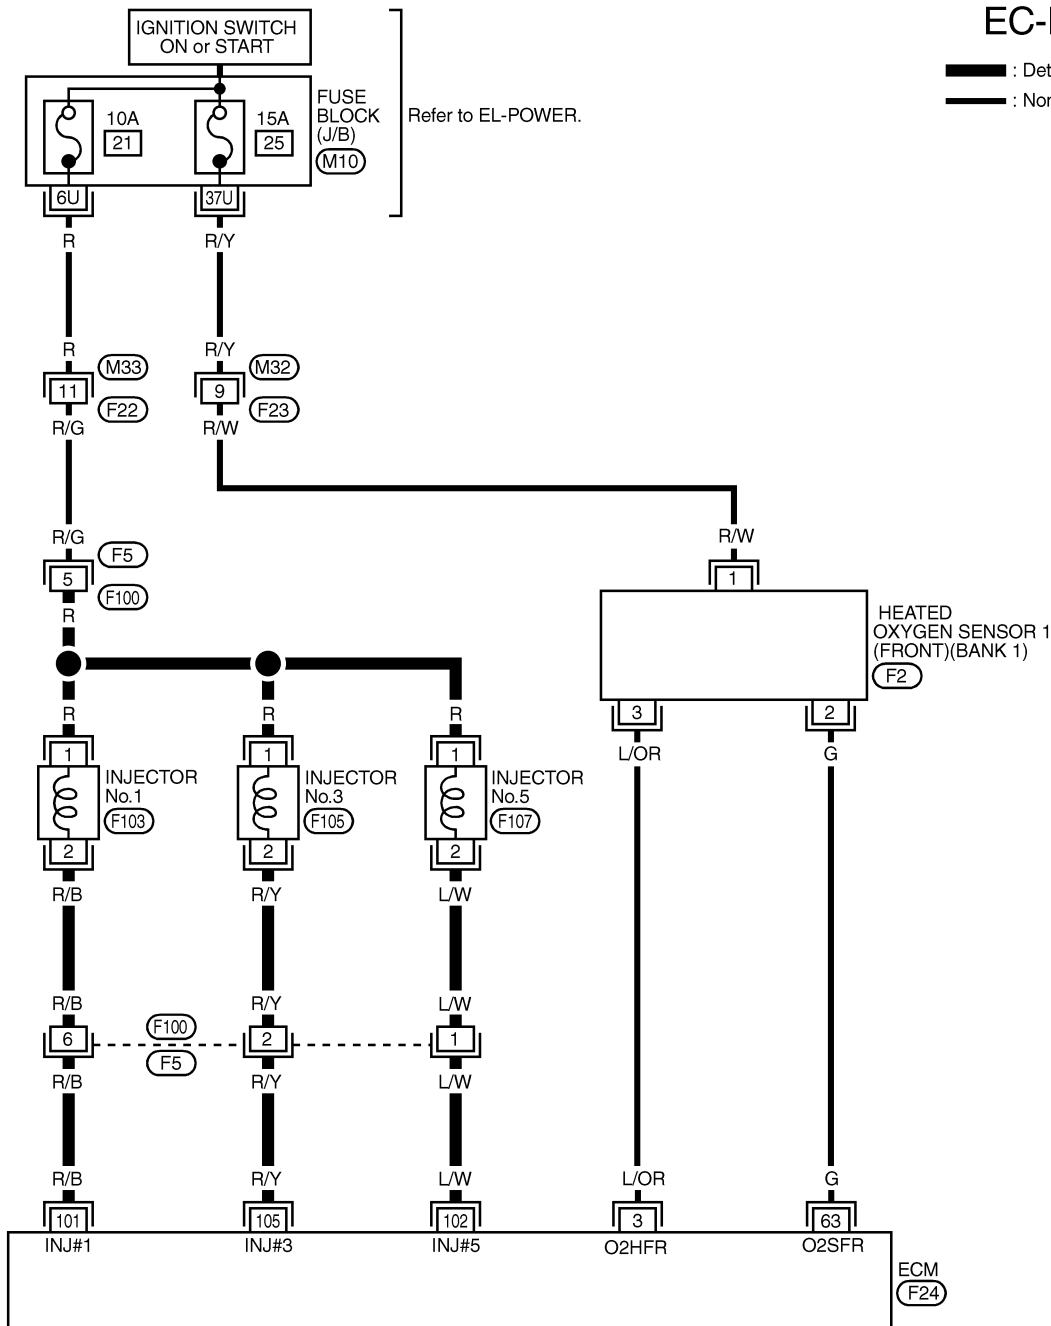 EC-
IGNITION SWITCH
ON or START
: Det
: Nor
FUSE
BLOCK
(J/B)
M10
10A
21
15A
25
Refer to EL-POWER.
6U
37U
R
R/Y
R
R/Y
M33
M32
11
9
F22
F23
R/G
R/W
R/G
R/W
F5
5
1
F100
R
HEATED
OXYGEN SENSOR 1
(FRONT)(BANK 1)
F2
R
R
R
3
2
1
1
1
L/OR
G
INJECTOR
No.1
F103
INJECTOR
No.3
F105
INJECTOR
No.5
F107
2
2
2
R/B
R/Y
L/W
R/B
R/Y
L/W
6
F100
2
1
F5
R/B
R/Y
L/W
R/B
R/Y
L/W
L/OR
G
101
105
102
3
63
INJ#1
INJ#3
INJ#5
O2HFR
O2SFR
ECM
F24